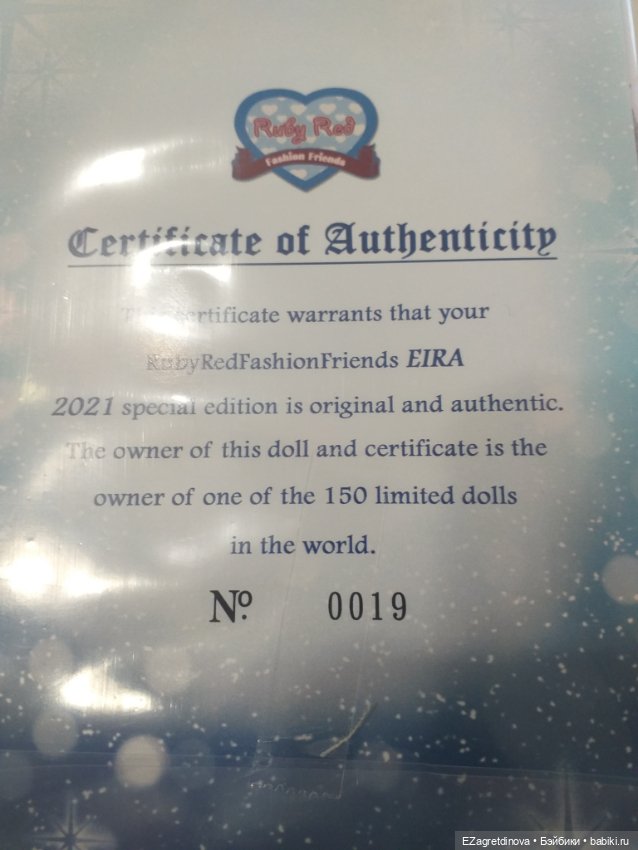 Ruby Red
Fashion Friends
Certificate of Authenticity
This certificate warrants that your
RubyRedFashionFriends EIRA
2021 special edition is original and authentic.
The owner of this doll and certificate is the
owner of one of the 150 limited dolls
in the world.
Nº. 0019
EZagretdinova • Бэйбики • babiki.ru